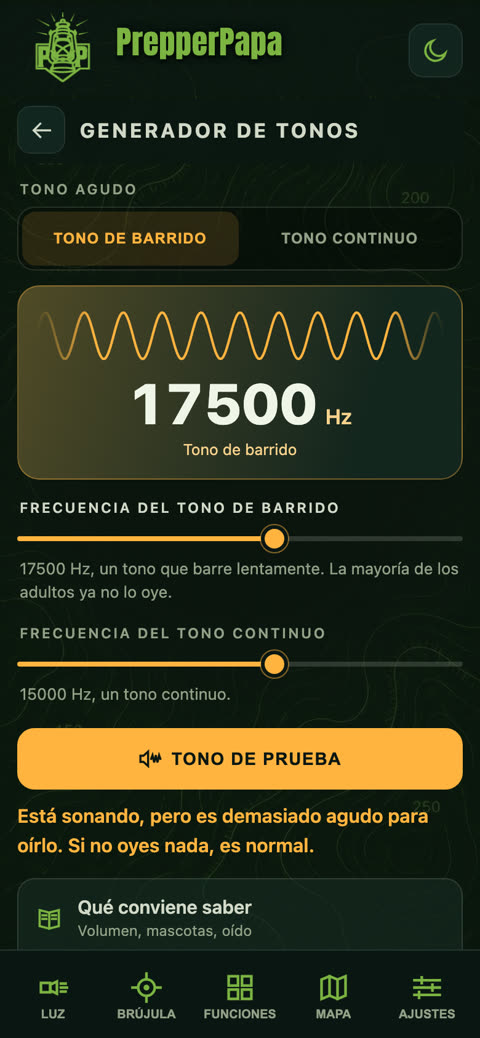 PrepperPapa
GENERADOR DE TONOS
TONO AGUDO
200
TONO DE BARRIDO
TONO CONTINUO
17500 Hz
Tono de barrido
FRECUENCIA DEL TONO DE BARRIDO
17500 Hz, un tono que barre lentamente. La mayoría de los
adultos ya no lo oye.
FRECUENCIA DEL TONO CONTINUO
15000 Hz, un tono continuo.
TONO DE PRUEBA
250
Está sonando, pero es demasiado agudo para
oírlo. Si no oyes nada, es normal.
Qué conviene saber
Volumen, mascotas, oído
LUZ
BRÚJULA
FUNCIONES
MAPA
AJUSTES